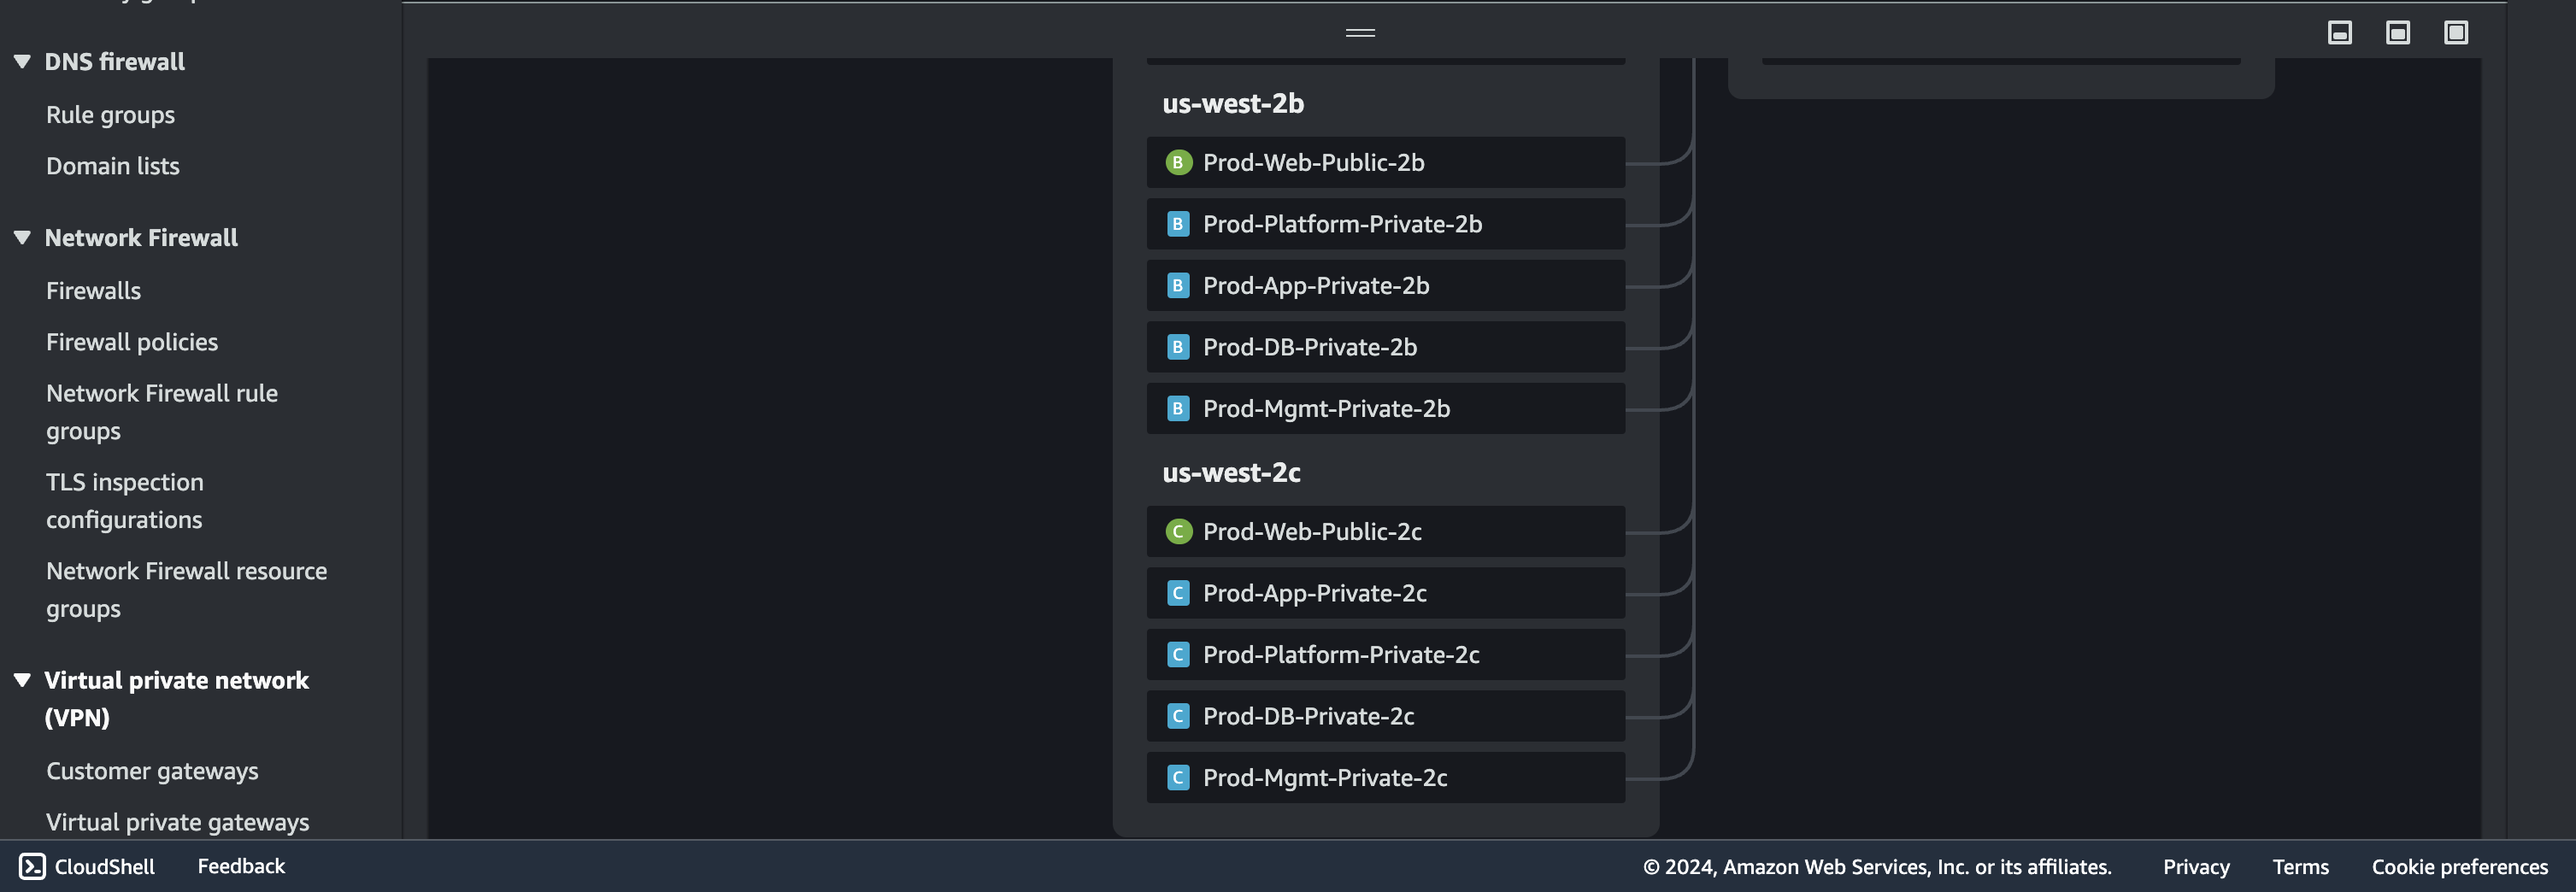 DNS firewall
Rule groups
Domain lists
Network Firewall
Firewalls
Firewall policies
Network Firewall rule
groups
TLS inspection
configurations
Network Firewall resource
groups
Virtual private network
(VPN)
Customer gateways
Virtual private gateways
us-west-2b
B Prod-Web-Public-2b
B Prod-Platform-Private-2b
B Prod-App-Private-2b
B Prod-DB-Private-2b
B Prod-Mgmt-Private-2b
us-west-2c
C Prod-Web-Public-2c
C Prod-App-Private-2c
C Prod-Platform-Private-2c
C Prod-DB-Private-2c
C Prod-Mgmt-Private-2c
CloudShell Feedback © 2024, Amazon Web Services, Inc. or its affiliates. Privacy Terms Cookie preferences